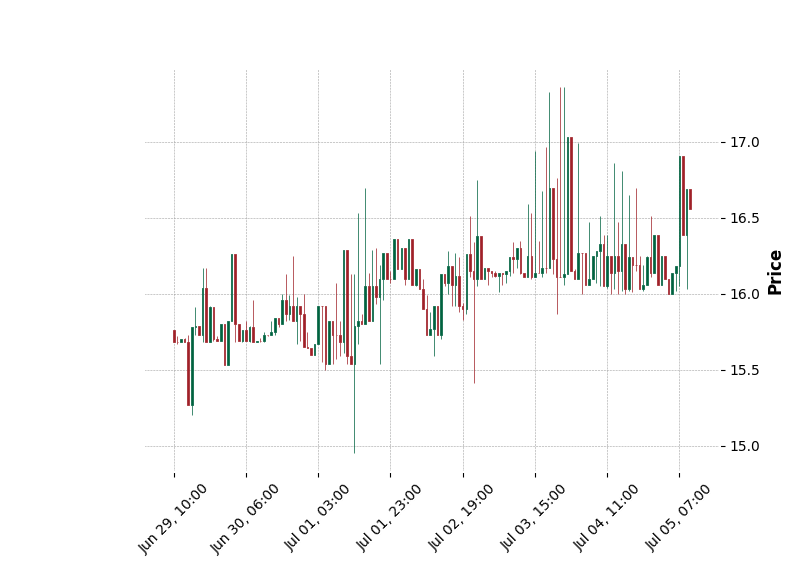 17.0
16.5
16.0
15.5
15.0
Price
Jun 29, 10:00
Jun 30, 06:00
Jul 01, 03:00
Jul 01, 23:00
Jul 02, 19:00
Jul 03, 15:00
Jul 04, 11:00
Jul 05, 07:00